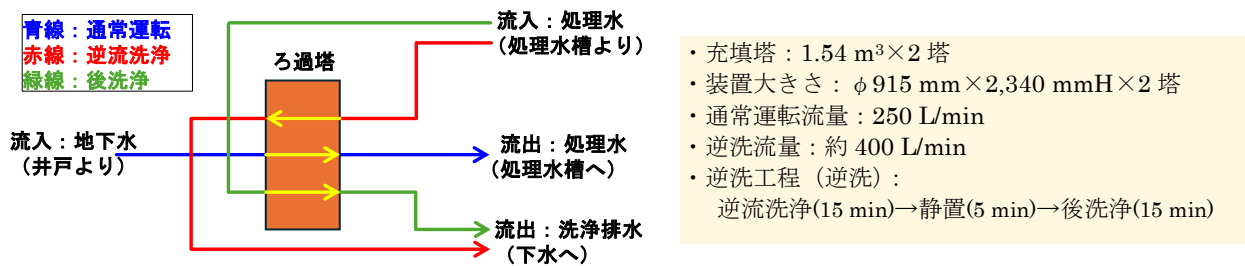 青線：通常運転
赤線：逆流洗浄
緑線：後洗浄
ろ過塔
流入：処理水
（処理水槽より）
流入：地下水
（井戸より）
流出：処理水
（処理水槽へ）
流出：洗浄排水
（下水へ）
・充填塔：1.54 m³×2 塔
・装置大きさ：φ915 mm×2,340 mmH×2 塔
・通常運転流量：250 L/min
・逆洗流量：約 400 L/min
・逆洗工程（逆洗）：
逆流洗浄(15 min)→静置(5 min)→後洗浄(15 min)